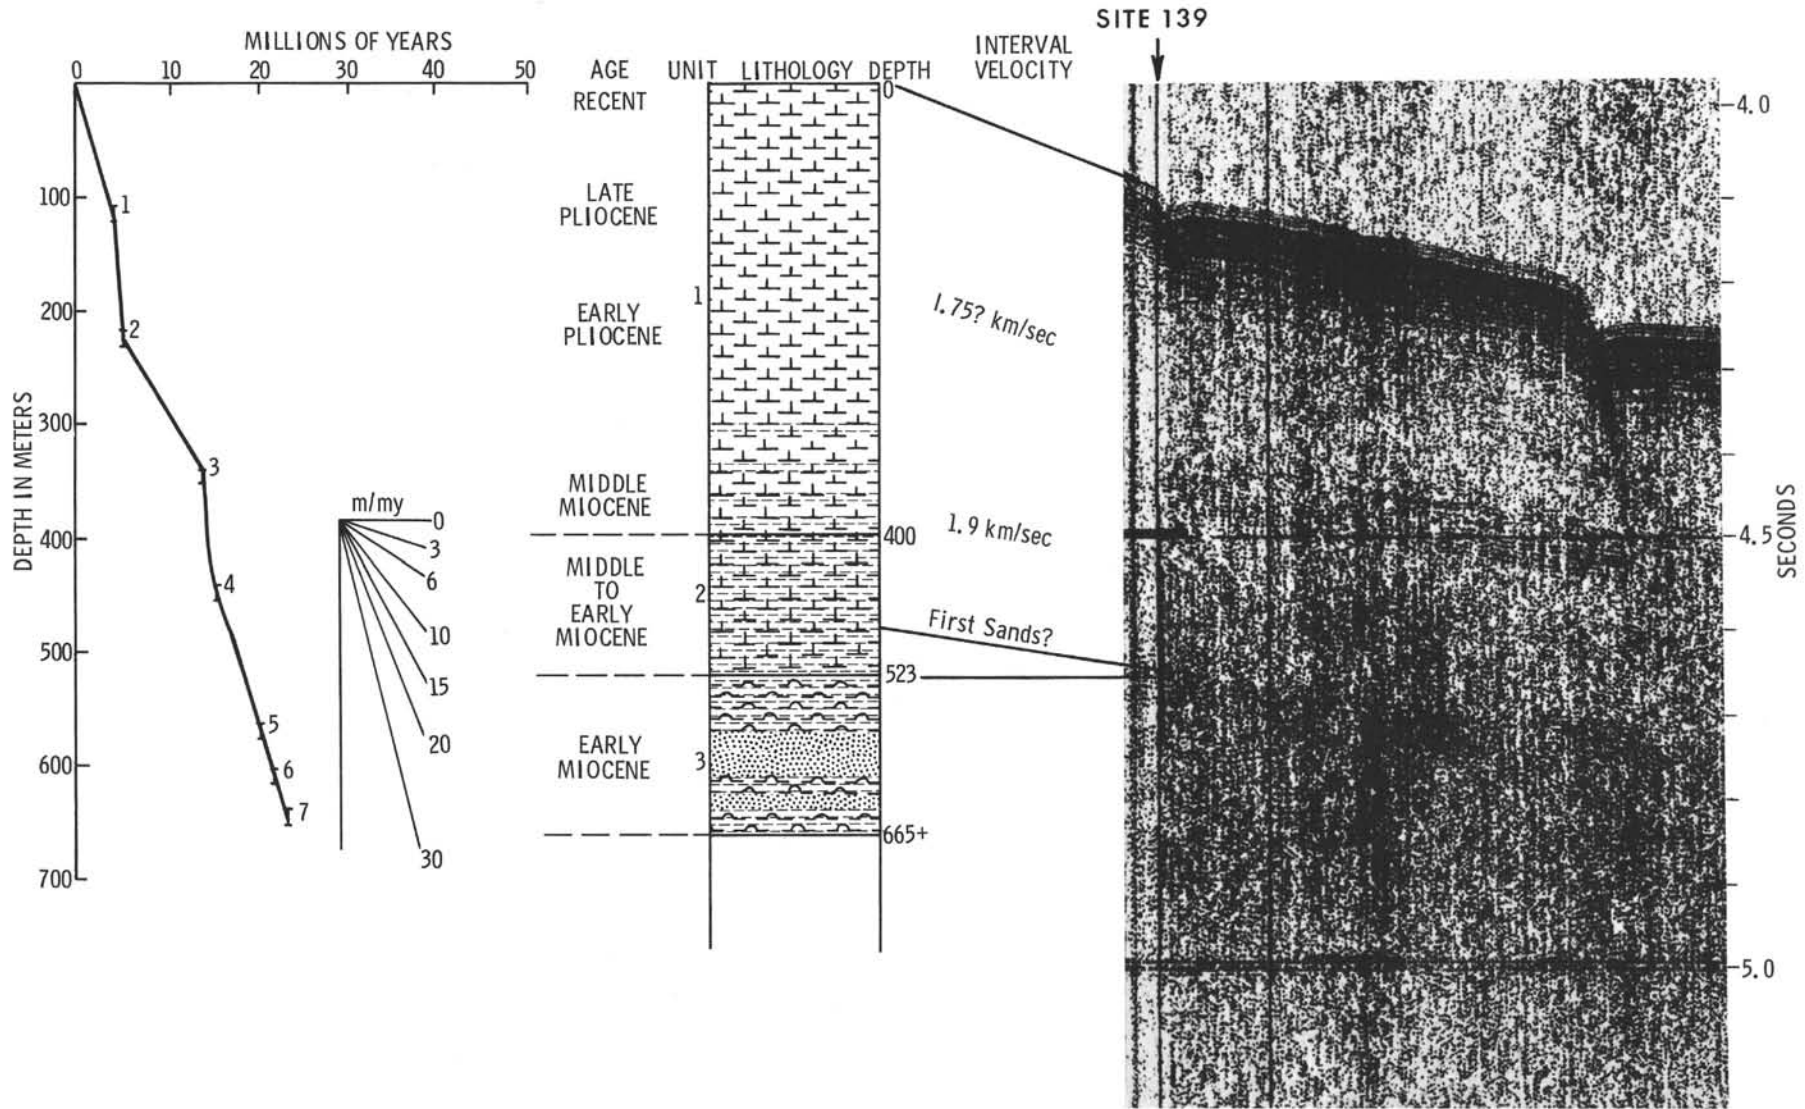 SITE 139
MILLIONS OF YEARS
0 10 20 30 40 50
DEPTH IN METERS
100
200
300
400
500
600
700
1
2
3
4
5
6
7
m/my
0
3
6
10
15
20
30
AGE UNIT LITHOLOGY DEPTH
INTERVAL
VELOCITY
RECENT
LATE
PLIOCENE
EARLY
PLIOCENE
MIDDLE
MIOCENE
MIDDLE
TO
EARLY
MIOCENE
EARLY
MIOCENE
1
2
3
0
400
523
665+
1.75? km/sec
1.9 km/sec
First Sands?
4.0
4.5
5.0
SECONDS